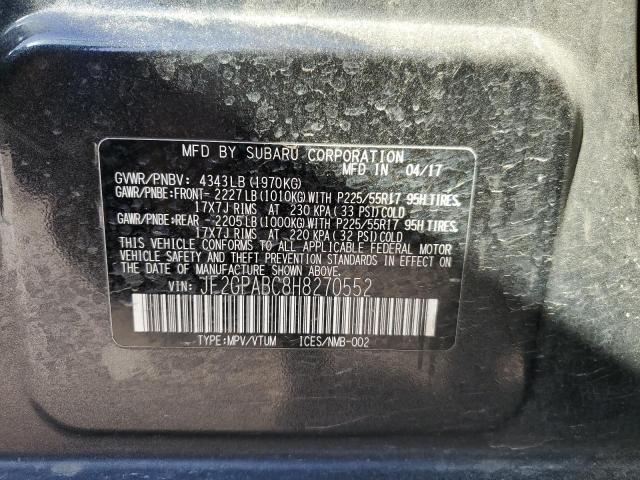 MFD BY SUBARU CORPORATION
MFD IN 04/17
GVWR/PNBV: 4343LB (1970KG)
GAWR/PNBE:FRONT- 2227LB (1010KG)WITH P225/55R17 95H TIRES,
17X7J RIMS AT 230 KPA (33 PSI)COLD
GAWR/PNBE:REAR - 2205LB (1000KG)WITH P225/55R17 95H TIRES,
17X7J RIMS AT 220 KPA (32 PSI)COLD
THIS VEHICLE CONFORMS TO ALL APPLICABLE FEDERAL MOTOR
VEHICLE SAFETY AND BUMPER STANDARDS IN EFFECT ON THE
DATE OF MANUFACTURE SHOWN ABOVE.
VIN: JF2GPABC8H8270552
TYPE:MPV/VTUM ICES/NMB-002